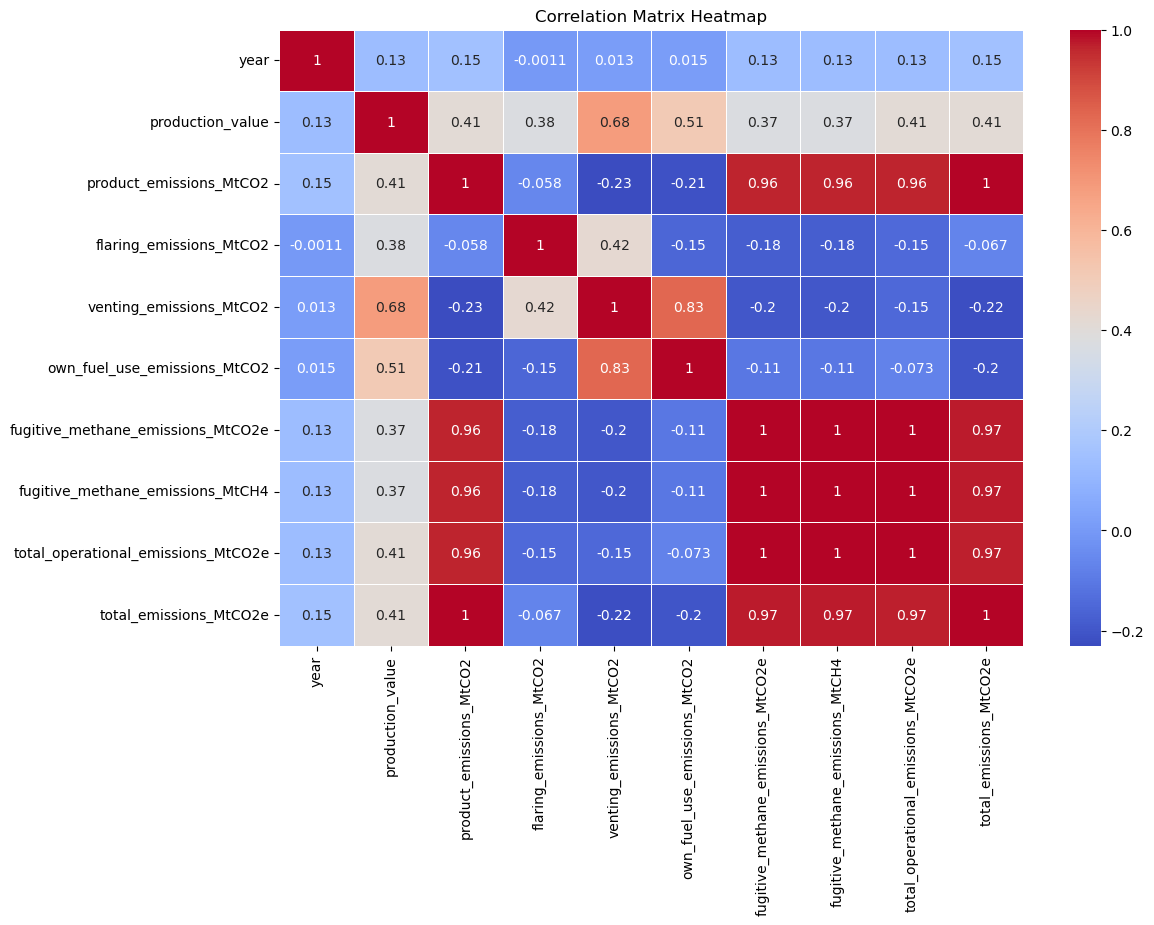 Correlation Matrix Heatmap
year 1 0.13 0.15 -0.0011 0.013 0.015 0.13 0.13 0.13 0.15
production_value 0.13 1 0.41 0.38 0.68 0.51 0.37 0.37 0.41 0.41
product_emissions_MtCO2 0.15 0.41 1 -0.058 -0.23 -0.21 0.96 0.96 0.96 1
flaring_emissions_MtCO2 -0.0011 0.38 -0.058 1 0.42 -0.15 -0.18 -0.18 -0.15 -0.067
venting_emissions_MtCO2 0.013 0.68 -0.23 0.42 1 0.83 -0.2 -0.2 -0.15 -0.22
own_fuel_use_emissions_MtCO2 0.015 0.51 -0.21 -0.15 0.83 1 -0.11 -0.11 -0.073 -0.2
fugitive_methane_emissions_MtCO2e 0.13 0.37 0.96 -0.18 -0.2 -0.11 1 1 1 0.97
fugitive_methane_emissions_MtCH4 0.13 0.37 0.96 -0.18 -0.2 -0.11 1 1 1 0.97
total_operational_emissions_MtCO2e 0.13 0.41 0.96 -0.15 -0.15 -0.073 1 1 1 0.97
total_emissions_MtCO2e 0.15 0.41 1 -0.067 -0.22 -0.2 0.97 0.97 0.97 1
year
production_value
product_emissions_MtCO2
flaring_emissions_MtCO2
venting_emissions_MtCO2
own_fuel_use_emissions_MtCO2
fugitive_methane_emissions_MtCO2e
fugitive_methane_emissions_MtCH4
total_operational_emissions_MtCO2e
total_emissions_MtCO2e
1.0
0.8
0.6
0.4
0.2
0.0
-0.2